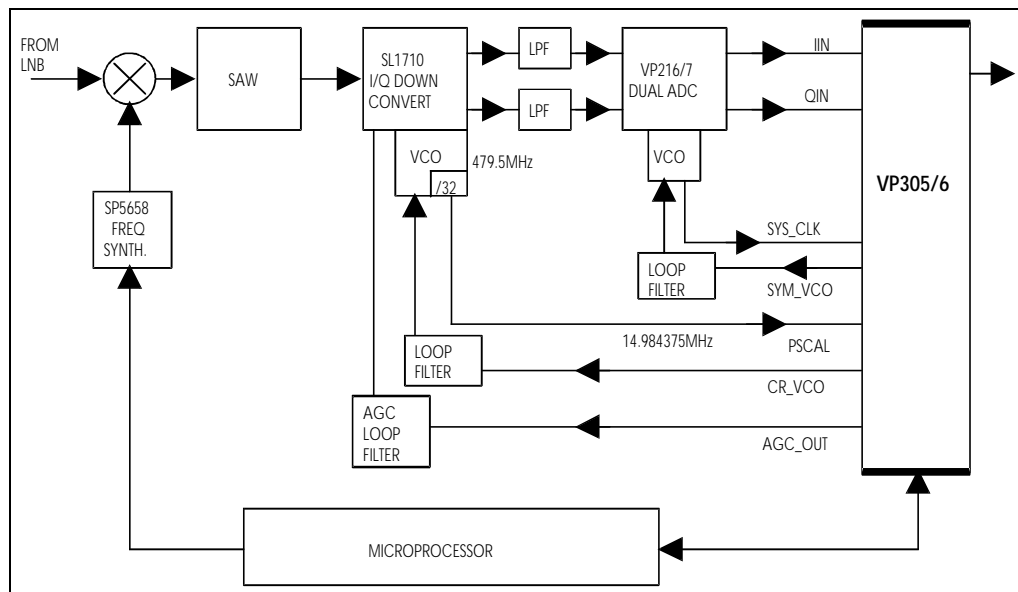 FROM
LNB
SAW
SL1710
I/Q DOWN
CONVERT
LPF
LPF
VP216/7
DUAL ADC
IIN
QIN
VCO
479.5MHz
/32
VCO
VP305/6
SP5658
FREQ
SYNTH.
SYS_CLK
LOOP
FILTER
SYM_VCO
14.984375MHz
PSCAL
LOOP
FILTER
CR_VCO
AGC
LOOP
FILTER
AGC_OUT
MICROPROCESSOR